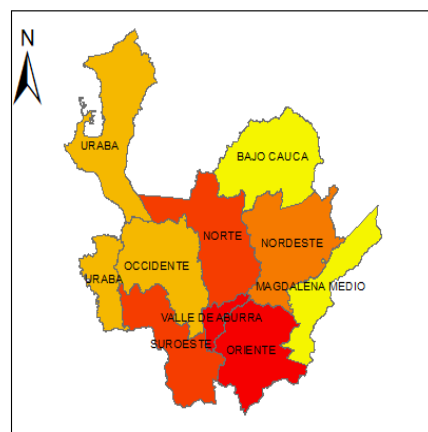 N
URABA
BAJO CAUCA
NORTE
NORDESTE
OCCIDENTE
URABA
MAGDALENA MEDIO
VALLE DE ABURRA
SUROESTE
ORIENTE